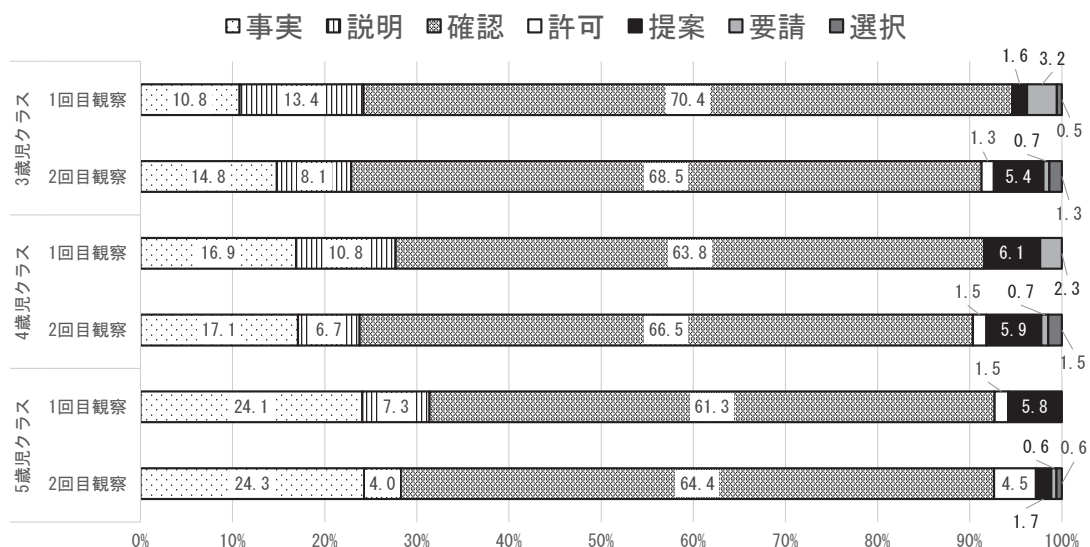 事実 説明 確認 許可 提案 要請 選択
3歳児クラス
1回目観察 10.8 13.4 70.4 1.6 3.2 0.5
2回目観察 14.8 8.1 68.5 1.3 5.4 0.7 1.3
4歳児クラス
1回目観察 16.9 10.8 63.8 6.1 2.3
2回目観察 17.1 6.7 66.5 1.5 5.9 0.7 1.5
5歳児クラス
1回目観察 24.1 7.3 61.3 1.5 5.8
2回目観察 24.3 4.0 64.4 4.5 1.7 0.6 0.6
0% 10% 20% 30% 40% 50% 60% 70% 80% 90% 100%